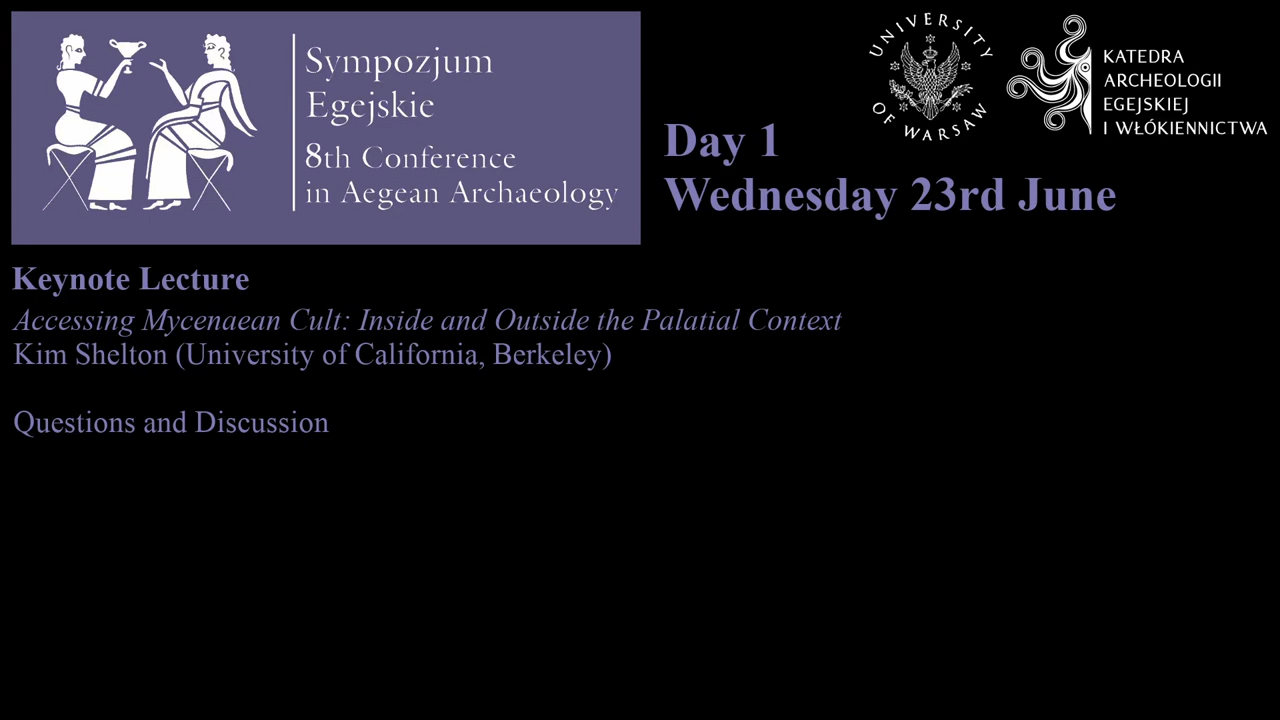 Sympozjum
Egejskie
8th Conference
in Aegean Archaeology
UNIVERSITY
OF WARSAW
KATEDRA
ARCHEOLOGII
EGEJSKIEJ
I WŁÓKIENNICTWA
Day 1
Wednesday 23rd June
Keynote Lecture
Accessing Mycenaean Cult: Inside and Outside the Palatial Context
Kim Shelton (University of California, Berkeley)
Questions and Discussion